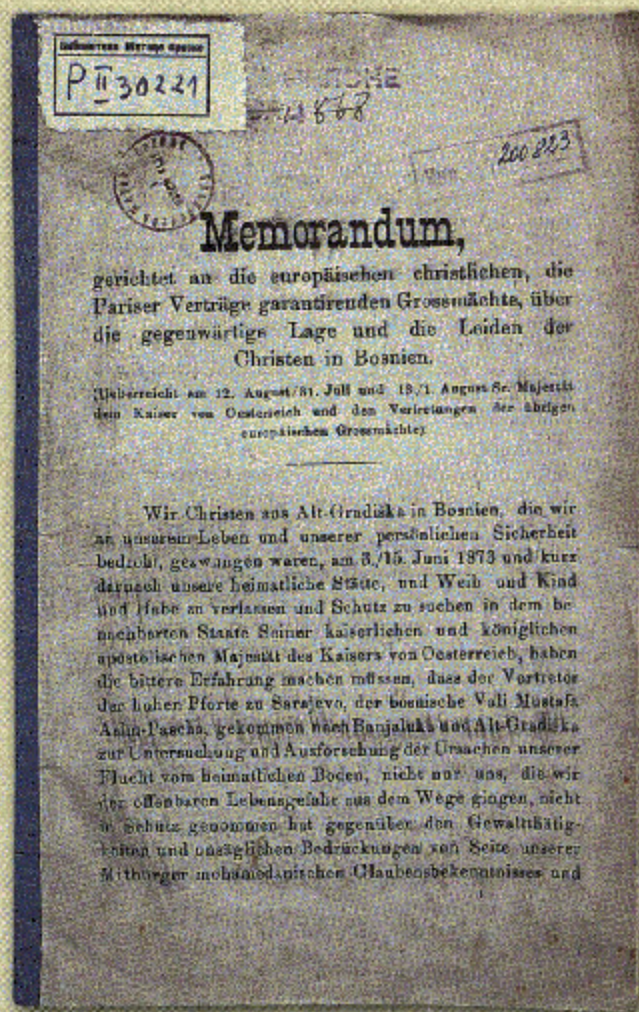 Библиотека Матице српске
P II 30221
868
200823
Memorandum,
gerichtet an die europäischen christlichen, die
Pariser Verträge garantirenden Grossmächte, über
die gegenwärtige Lage und die Leiden der
Christen in Bosnien.
(Ueberreicht am 12. August/31. Juli und 13./1. August Sr. Majestät
dem Kaiser von Oesterreich und den Vertretungen der übrigen
europäischen Grossmächte)
Wir Christen aus Alt-Gradiška in Bosnien, die wir
an unserem Leben und unserer persönlichen Sicherheit
bedroht, gezwungen waren, am 3./15. Juni 1873 und kurz
darnach unsere heimatliche Stätte, und Weib und Kind
und Habe zu verlassen und Schutz zu suchen in dem be-
nachbarten Staate Seiner kaiserlichen und königlichen
apostolischen Majestät des Kaisers von Oesterreich, haben
die bittere Erfahrung machen müssen, dass der Vertreter
der hohen Pforte zu Sarajevo, der bosnische Vali Mustafa
Asim-Pascha, gekommen nach Banjaluka und Alt-Gradiška
zur Untersuchung und Ausforschung der Ursachen unserer
Flucht vom heimatlichen Boden, nicht nur uns, die wir
der offenbaren Lebensgefahr aus dem Wege gingen, nicht
in Schutz genommen hat gegenüber den Gewaltthätig-
keiten und unsäglichen Bedrückungen von Seite unserer
Mitbürger mohamedanischen Glaubensbekenntnisses und